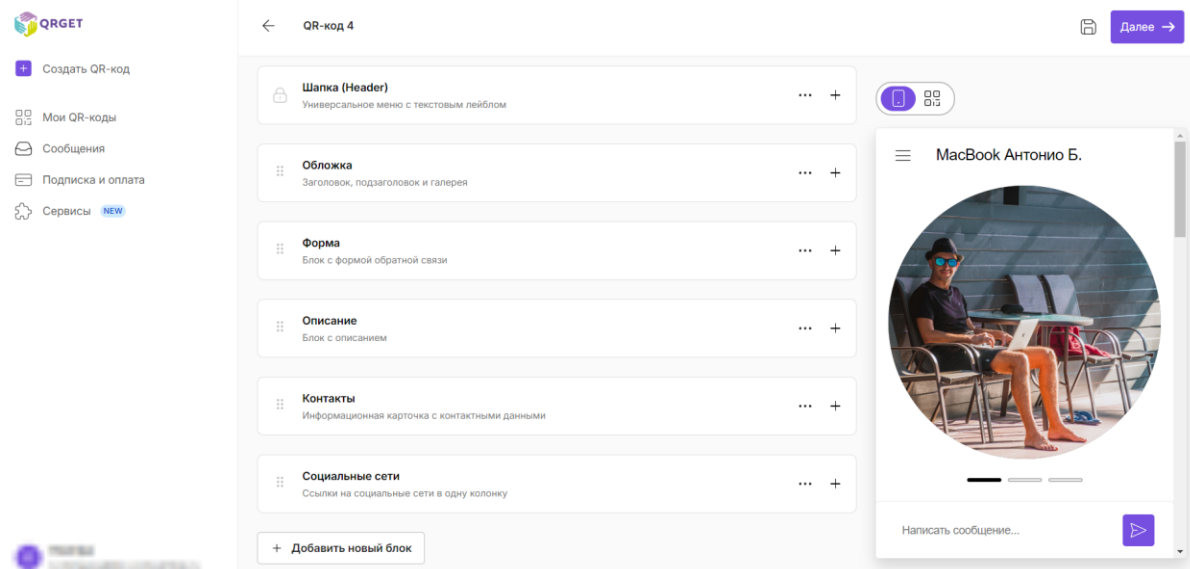 QRGET
QR-код 4
Далее
Создать QR-код
Мои QR-коды
Сообщения
Подписка и оплата
Сервисы NEW
Шапка (Header)
Универсальное меню с текстовым лейблом
Обложка
Заголовок, подзаголовок и галерея
Форма
Блок с формой обратной связи
Описание
Блок с описанием
Контакты
Информационная карточка с контактными данными
Социальные сети
Ссылки на социальные сети в одну колонку
+ Добавить новый блок
MacBook Антонио Б.
Написать сообщение...